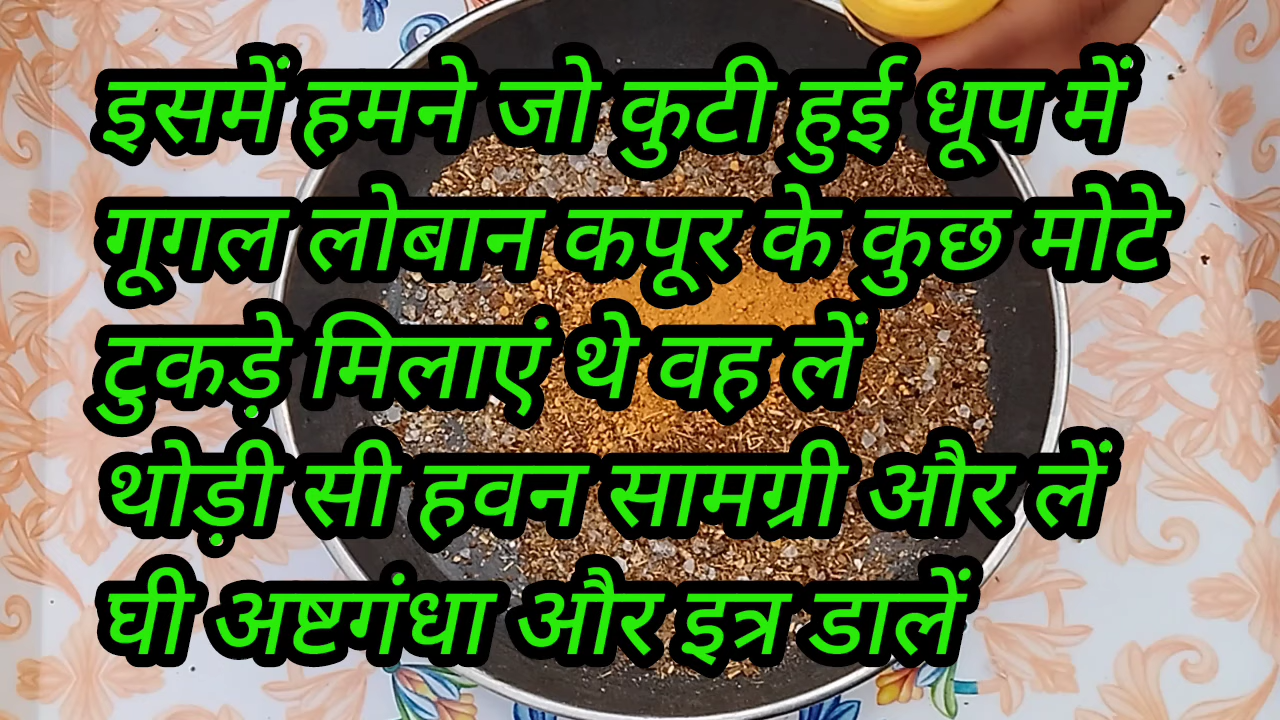 इसमें हमने जो कुटी हुई धूप में
गूगल लोबान कपूर के कुछ मोटे
टुकड़े मिलाएं थे वह लें
थोड़ी सी हवन सामग्री और लें
घी अष्टगंधा और इत्र डालें